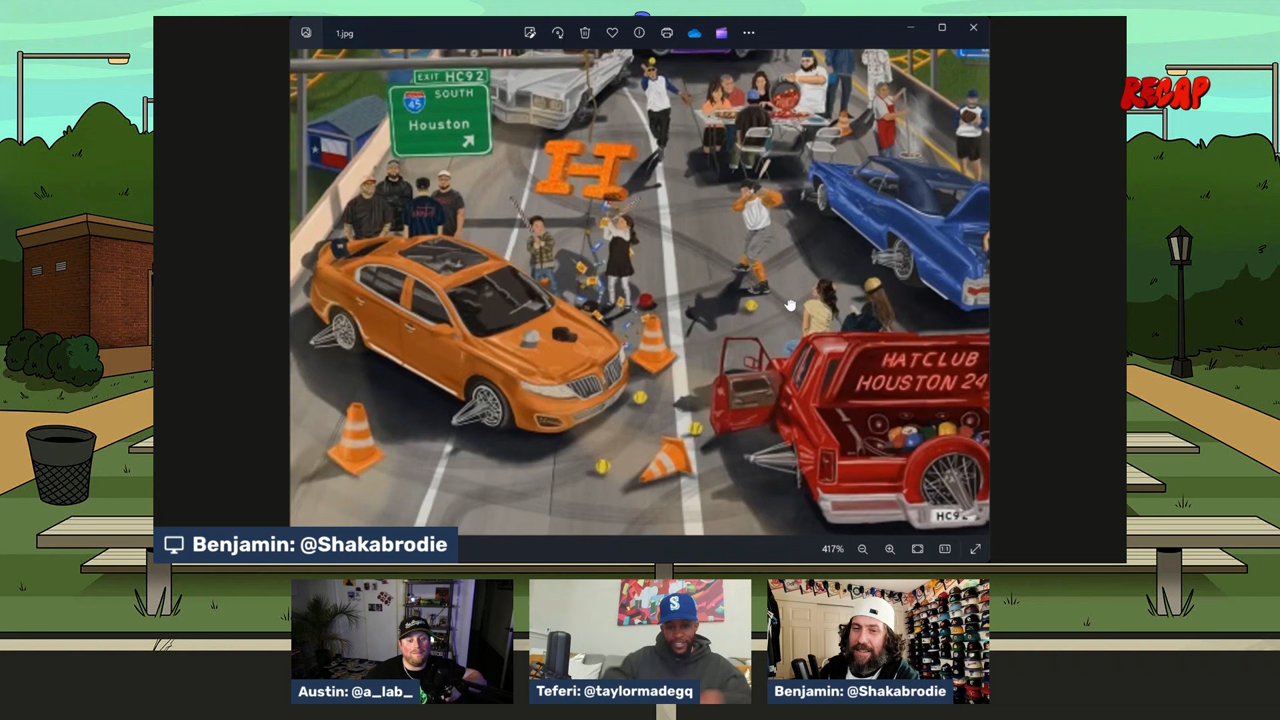 1.jpg
RECAP
EXIT HC92
SOUTH
45
Houston
H
HATCLUB
HOUSTON 24
417%
Benjamin: @Shakabrodie
S
Austin: @a_lab_
Teferi: @taylormadegq
Benjamin: @Shakabrodie